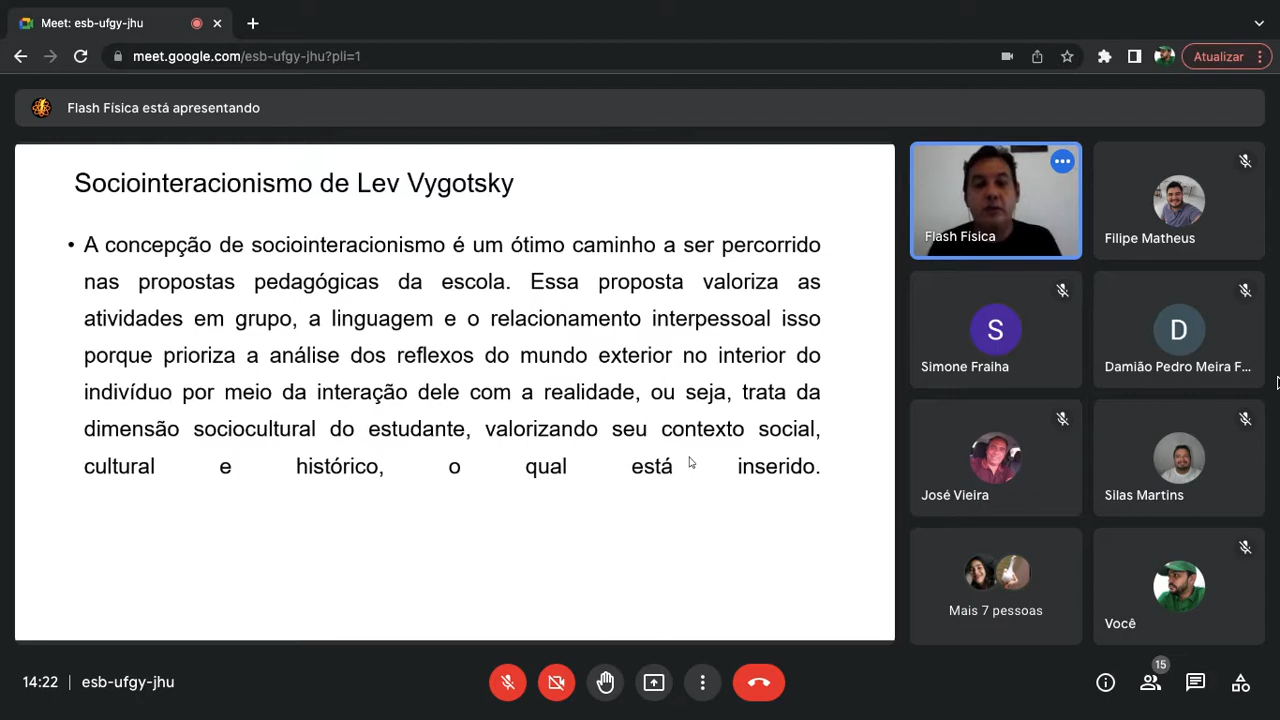 Meet: esb-ufgy-jhu
meet.google.com/esb-ufgy-jhu?pli=1
Atualizar
Flash Física está apresentando
Sociointeracionismo de Lev Vygotsky
• A concepção de sociointeracionismo é um ótimo caminho a ser percorrido
nas propostas pedagógicas da escola. Essa proposta valoriza as
atividades em grupo, a linguagem e o relacionamento interpessoal isso
porque prioriza a análise dos reflexos do mundo exterior no interior do
indivíduo por meio da interação dele com a realidade, ou seja, trata da
dimensão sociocultural do estudante, valorizando seu contexto social,
cultural e histórico, o qual está inserido.
Flash Física
Filipe Matheus
S
Simone Fraiha
D
Damião Pedro Meira F...
José Vieira
Silas Martins
Mais 7 pessoas
Você
14:22 | esb-ufgy-jhu
15